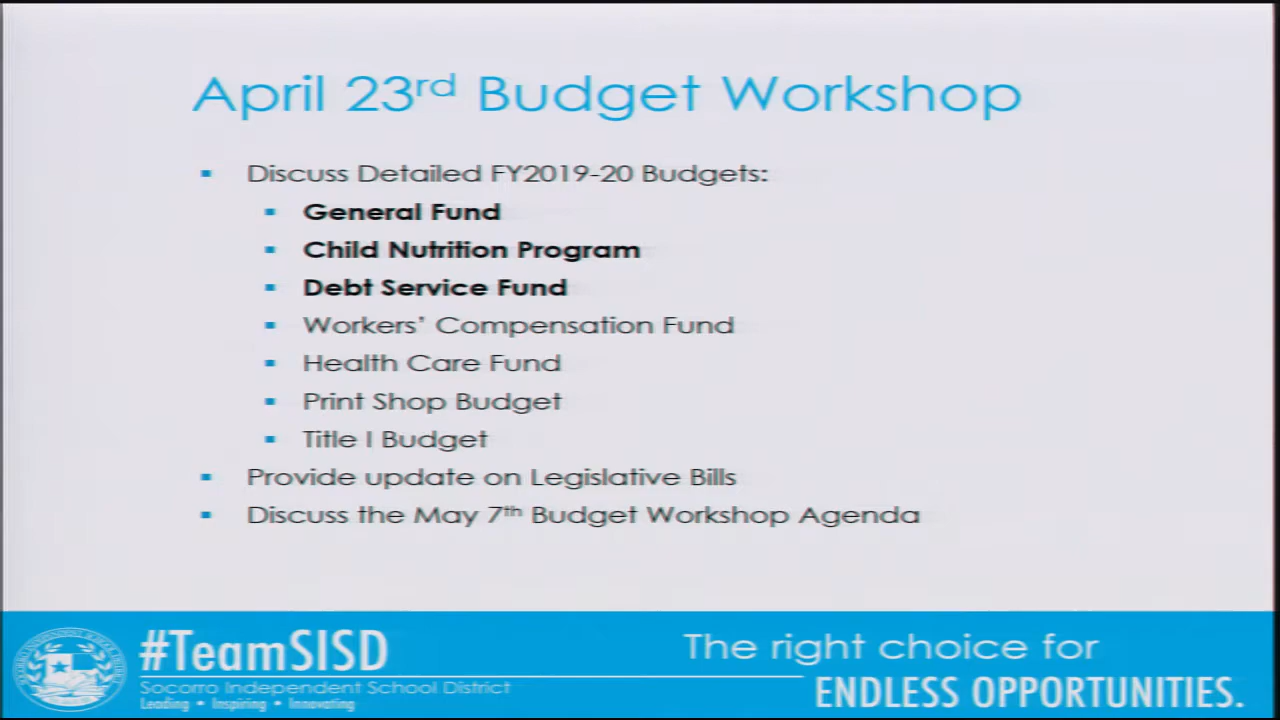 April 23rd Budget Workshop
Discuss Detailed FY2019-20 Budgets:
General Fund
Child Nutrition Program
Debt Service Fund
Workers' Compensation Fund
Health Care Fund
Print Shop Budget
Title I Budget
Provide update on Legislative Bills
Discuss the May 7th Budget Workshop Agenda
#TeamSISD
Socorro Independent School District
Leading • Inspiring • Innovating
The right choice for
ENDLESS OPPORTUNITIES.